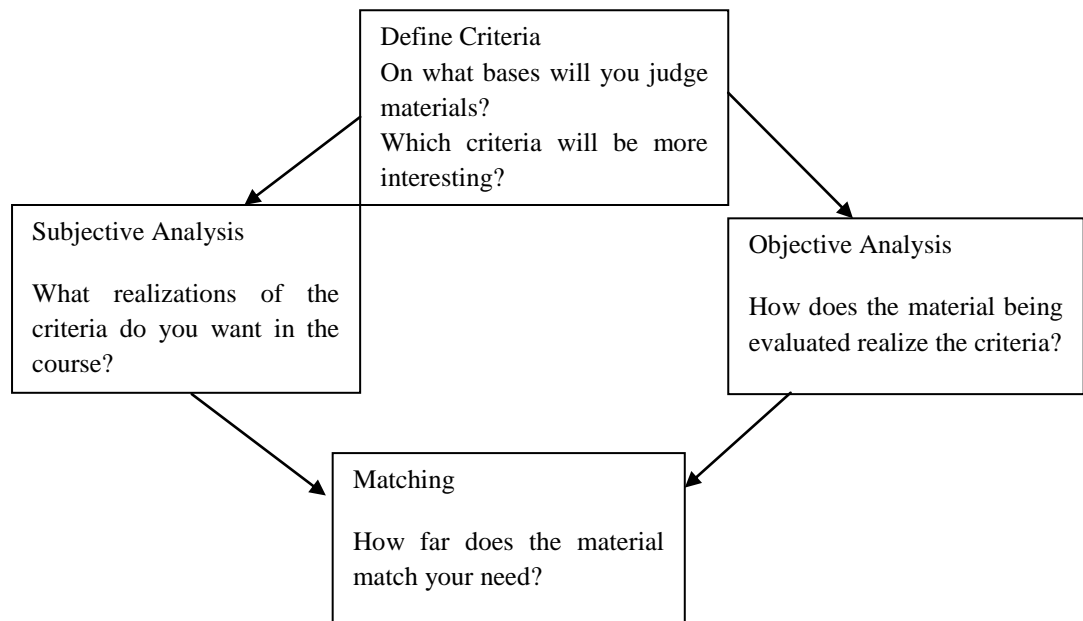 Define Criteria
On what bases will you judge
materials?
Which criteria will be more
interesting?
Subjective Analysis
What realizations of the
criteria do you want in the
course?
Objective Analysis
How does the material being
evaluated realize the criteria?
Matching
How far does the material
match your need?